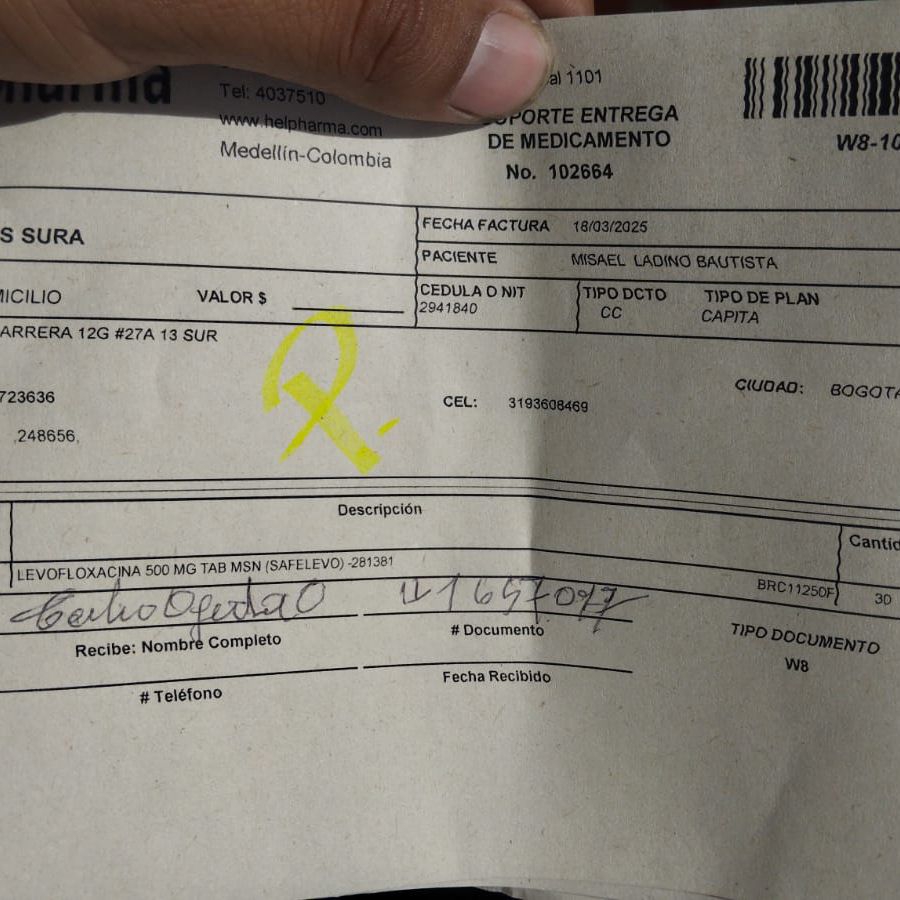 Tel: 4037510
www.helpharma.com
Medellín-Colombia
al 1101
SOPORTE ENTREGA
DE MEDICAMENTO
No. 102664
W8-10
S SURA
FECHA FACTURA 18/03/2025
PACIENTE MISAEL LADINO BAUTISTA
MICILIO VALOR $
CEDULA O NIT
2941840
TIPO DCTO
CC
TIPO DE PLAN
CAPITA
ARRERA 12G #27A 13 SUR
723636
CEL: 3193608469
CIUDAD: BOGOTA
,248656,
Descripción
Cantid
LEVOFLOXACINA 500 MG TAB MSN (SAFELEVO) -281381
BRC11250F
30
Recibe: Nombre Completo
# Documento
TIPO DOCUMENTO
W8
# Teléfono
Fecha Recibido